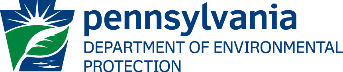 pennsylvania
DEPARTMENT OF ENVIRONMENTAL
PROTECTION